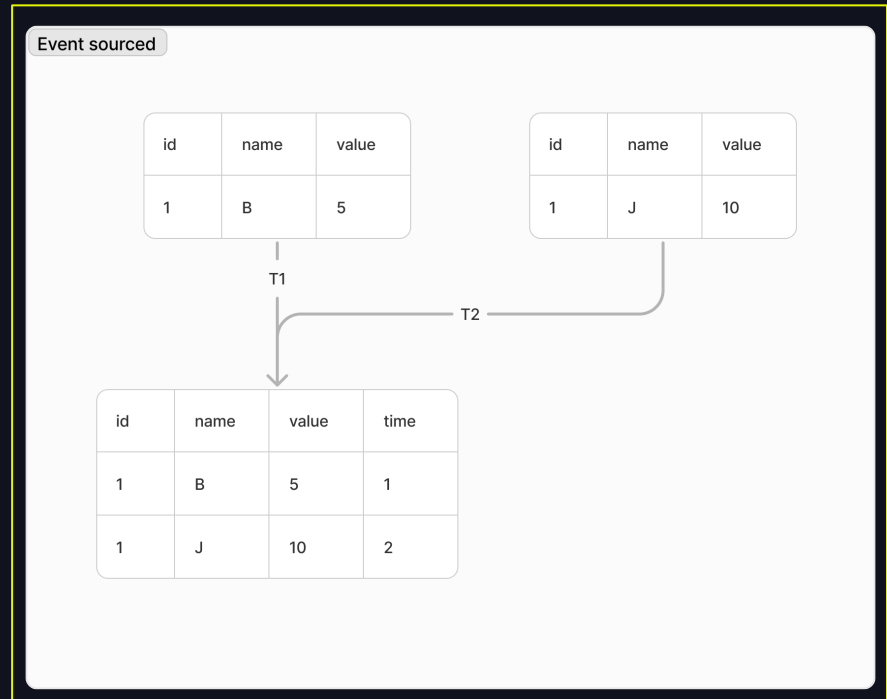 Event sourced
id name value
1 B 5
id name value
1 J 10
T1
T2
id name value time
1 B 5 1
1 J 10 2